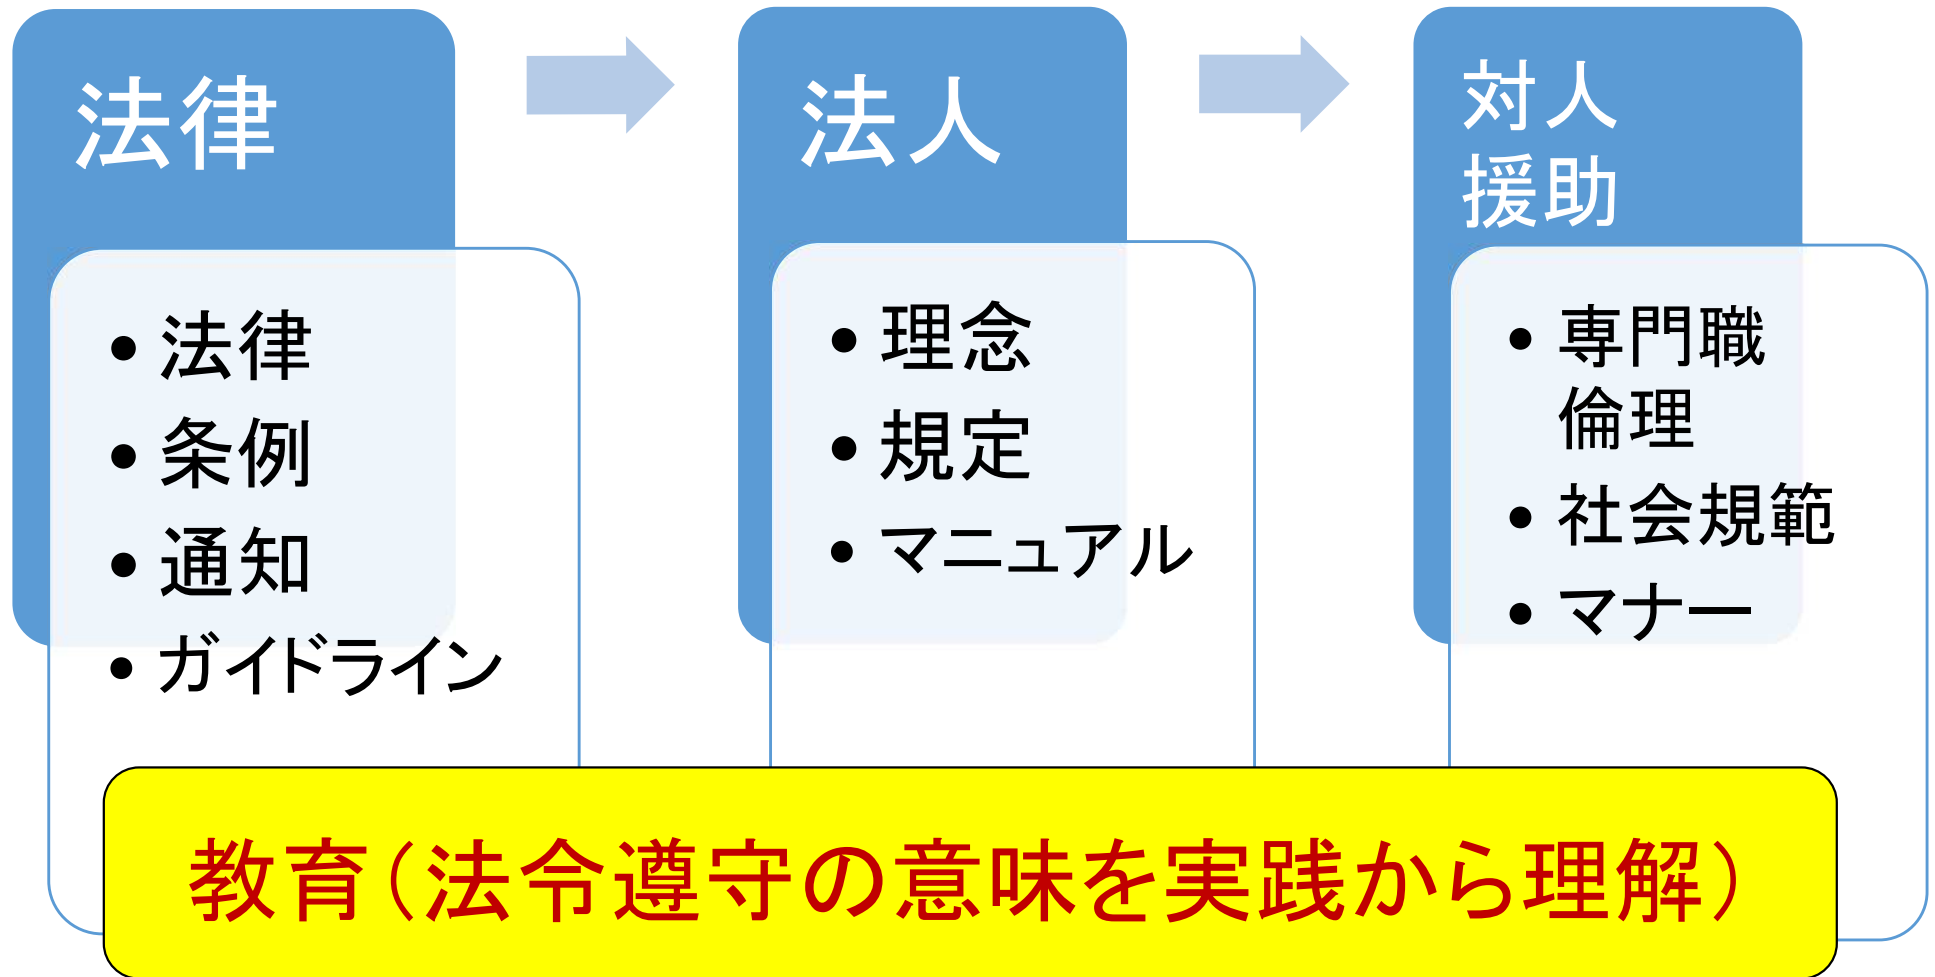 法律
• 法律
• 条例
• 通知
• ガイドライン
法人
• 理念
• 規定
• マニュアル
対人
援助
• 専門職
倫理
• 社会規範
• マナー
教育（法令遵守の意味を実践から理解）